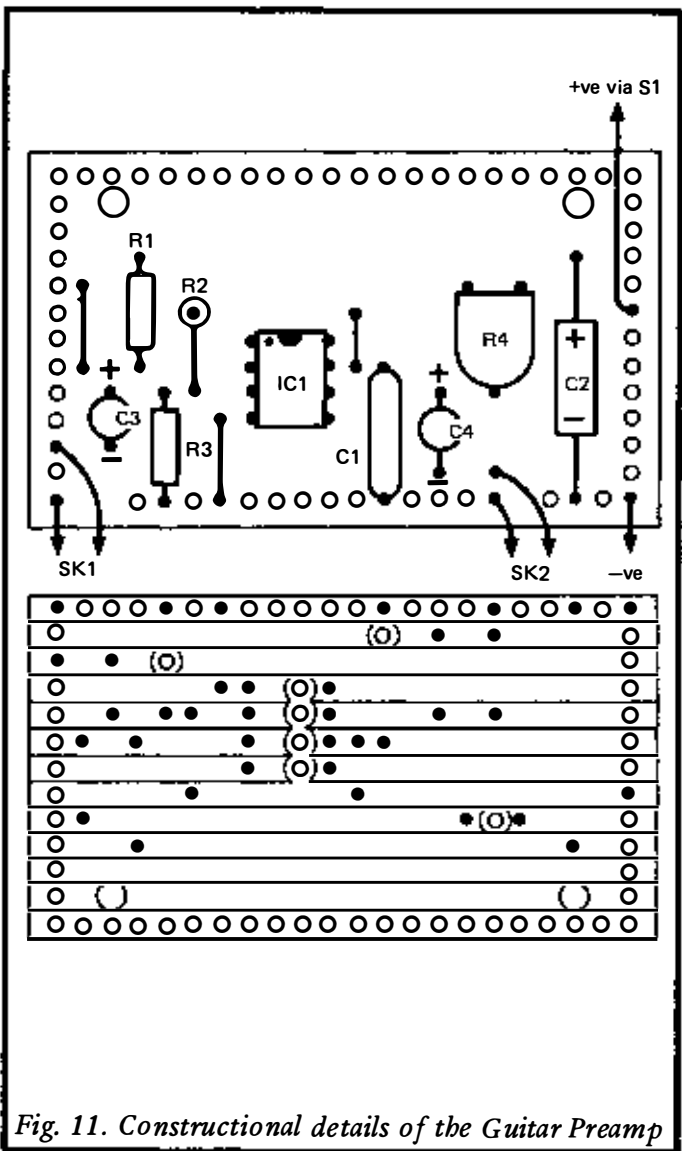 +ve via S1
R1
R2
R4
IC1
+
+
+
C2
C3
C4
−
R3
C1
−
−
SK1
SK2
−ve
Fig. 11. Constructional details of the Guitar Preamp